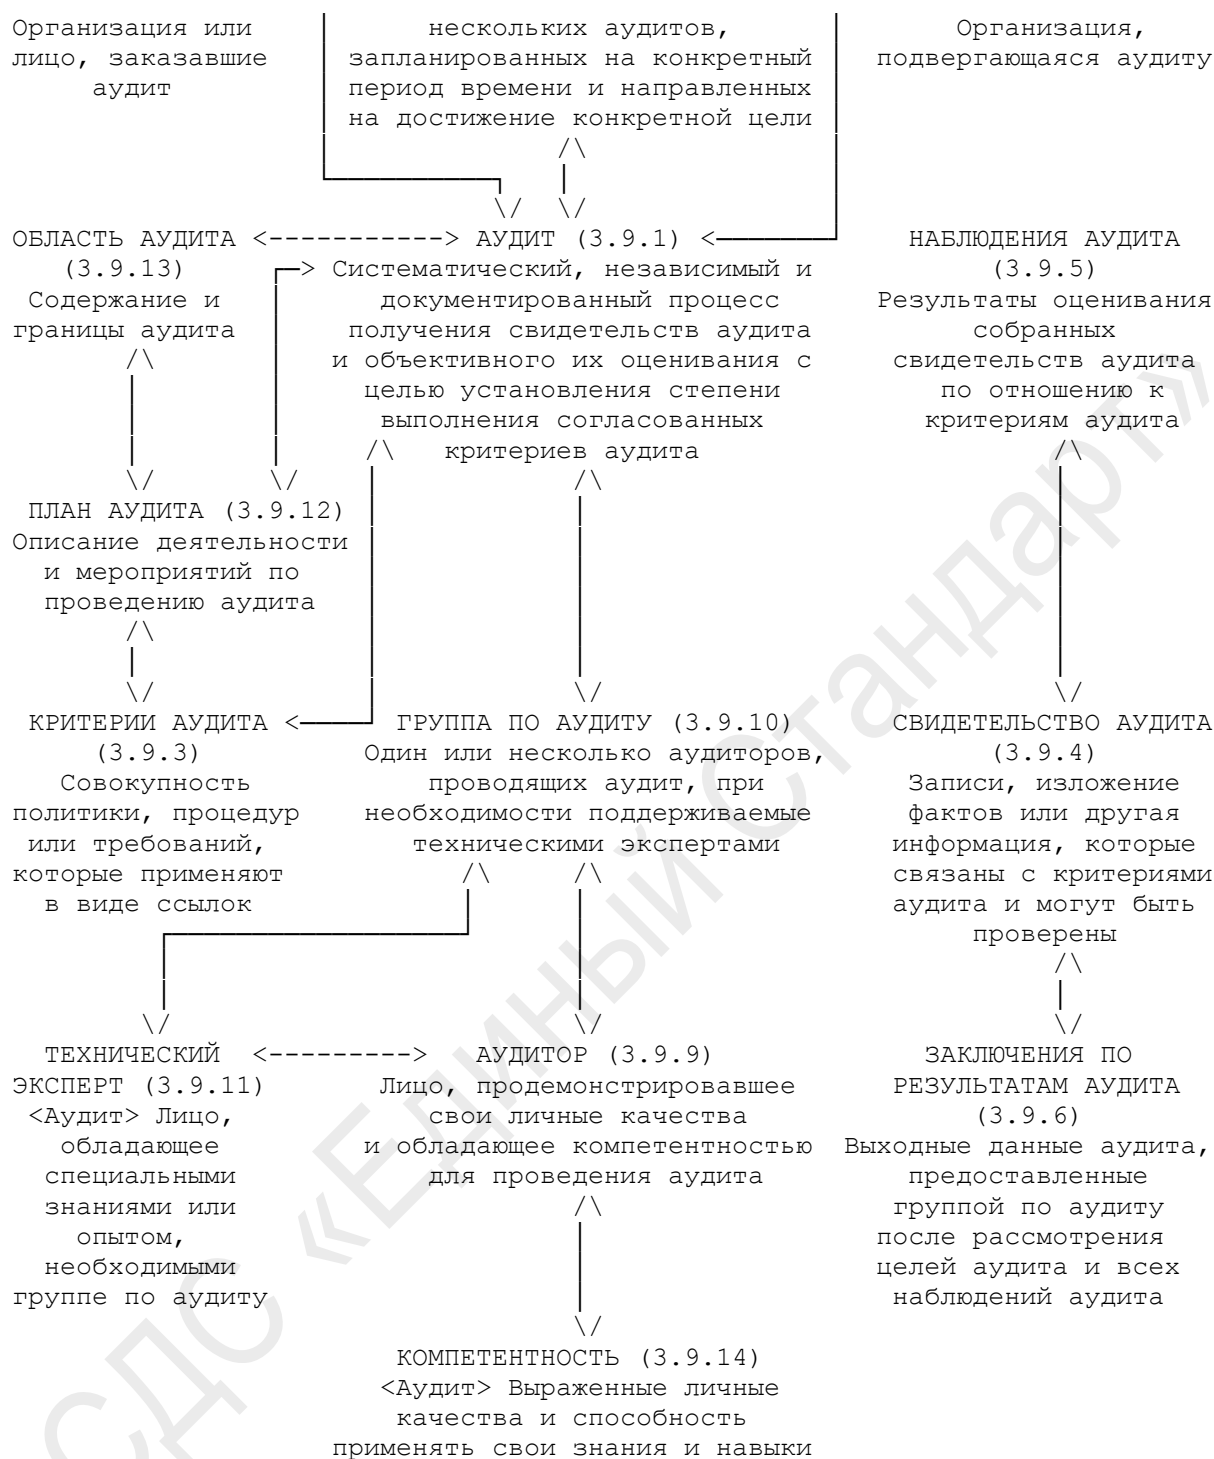 Организация или
лицо, заказавшие
аудит
нескольких аудитов,
запланированных на конкретный
период времени и направленных
на достижение конкретной цели
Организация,
подвергающаяся аудиту
ОБЛАСТЬ АУДИТА <-----------> АУДИТ (3.9.1) <
(3.9.13)
Содержание и
границы аудита
> Систематический, независимый и
документированный процесс
получения свидетельств аудита
и объективного их оценивания с
целью установления степени
выполнения согласованных
критериев аудита
НАБЛЮДЕНИЯ АУДИТА
(3.9.5)
Результаты оценивания
собранных
свидетельств аудита
по отношению к
критериям аудита
ПЛАН АУДИТА (3.9.12)
Описание деятельности
и мероприятий по
проведению аудита
КРИТЕРИИ АУДИТА <
(3.9.3)
Совокупность
политики, процедур
или требований,
которые применяют
в виде ссылок
ГРУППА ПО АУДИТУ (3.9.10)
Один или несколько аудиторов,
проводящих аудит, при
необходимости поддерживаемые
техническими экспертами
СВИДЕТЕЛЬСТВО АУДИТА
(3.9.4)
Записи, изложение
фактов или другая
информация, которые
связаны с критериями
аудита и могут быть
проверены
ТЕХНИЧЕСКИЙ <--------->
ЭКСПЕРТ (3.9.11)
<Аудит> Лицо,
обладающее
специальными
знаниями или
опытом,
необходимыми
группе по аудиту
АУДИТОР (3.9.9)
Лицо, продемонстрировавшее
свои личные качества
и обладающее компетентностью
для проведения аудита
ЗАКЛЮЧЕНИЯ ПО
РЕЗУЛЬТАТАМ АУДИТА
(3.9.6)
Выходные данные аудита,
предоставленные
группой по аудиту
после рассмотрения
целей аудита и всех
наблюдений аудита
КОМПЕТЕНТНОСТЬ (3.9.14)
<Аудит> Выраженные личные
качества и способность
применять свои знания и навыки
СДС «Единый Стандарт»